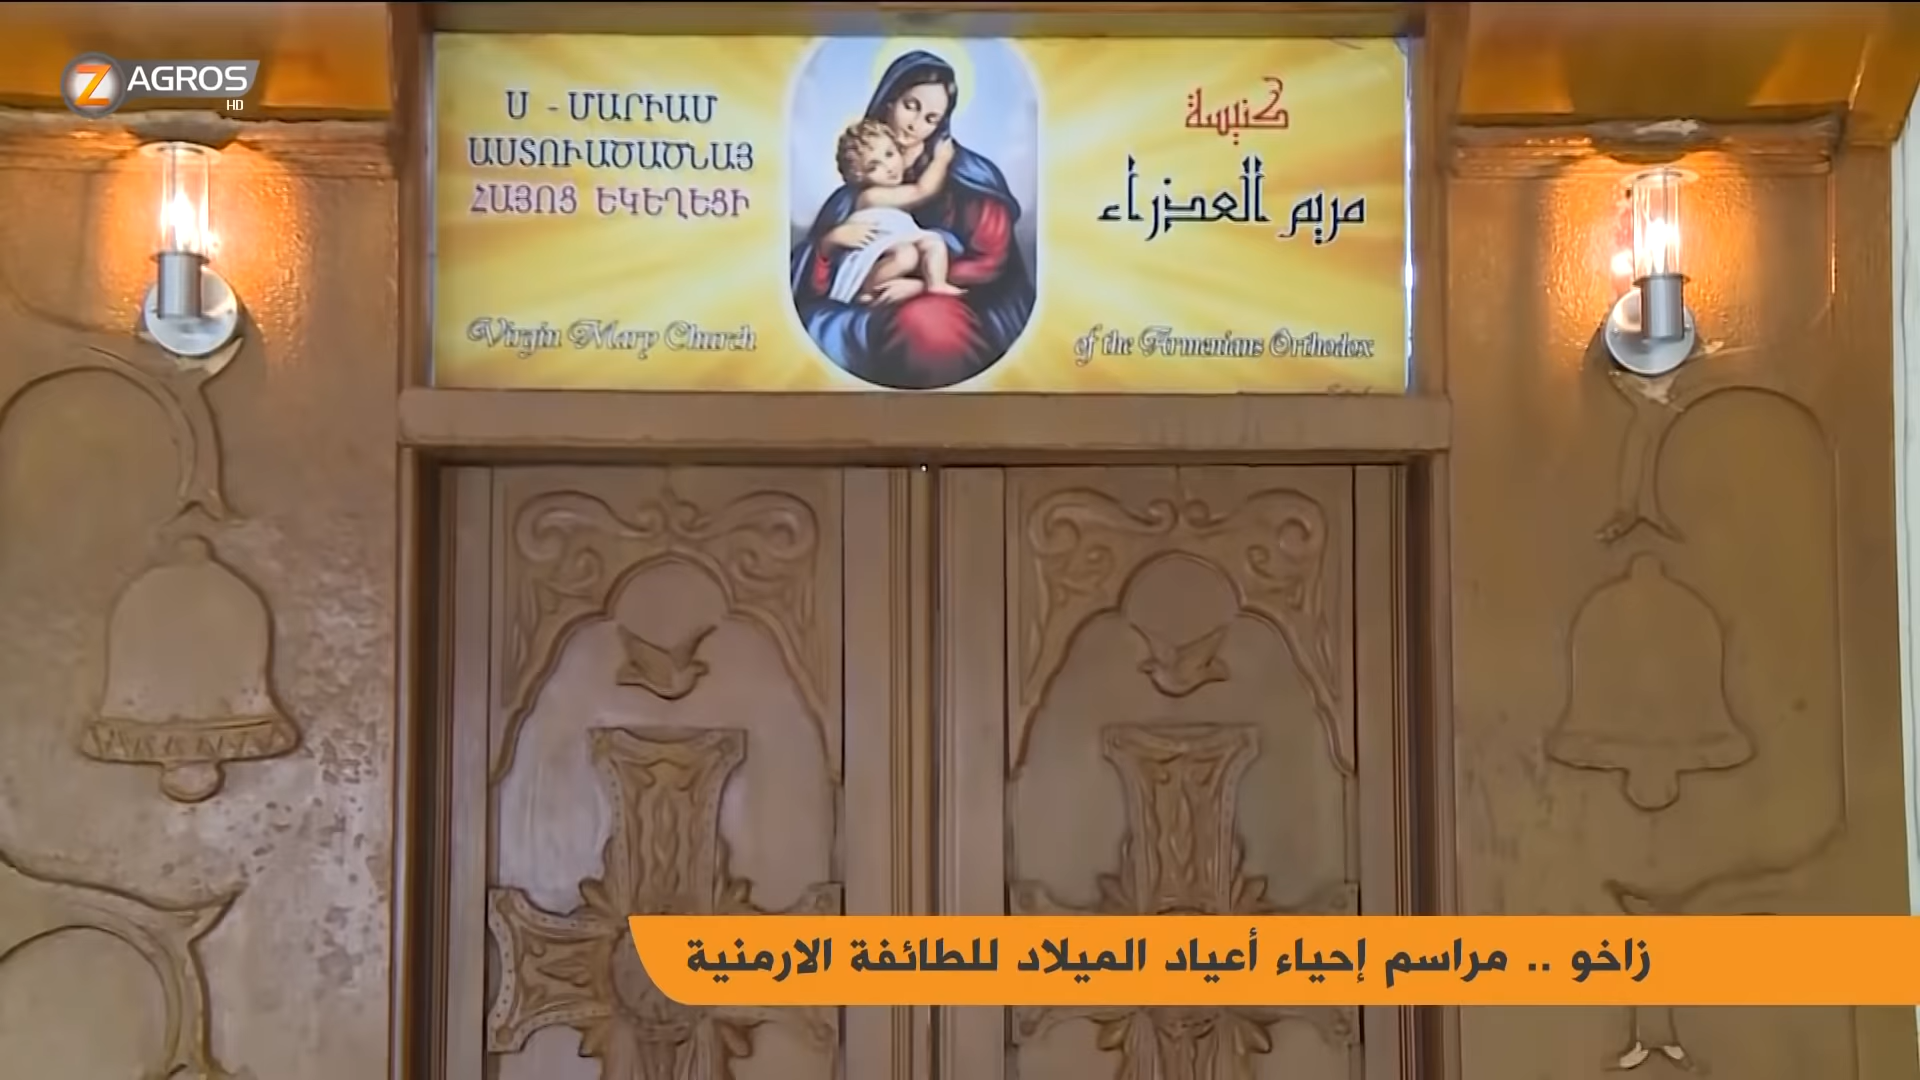 ZAGROS
HD
Ս - ՄԱՐԻԱՄ
ԱՍՏՈՒԱԾԱԾՆԱՅ
ՀԱՅՈՑ ԵԿԵՂԵՑԻ
كنيسة
مريم العذراء
Virgin Mary Church
of the Armenians Orthodox
زاخو .. مراسم إحياء أعياد الميلاد للطائفة الارمنية